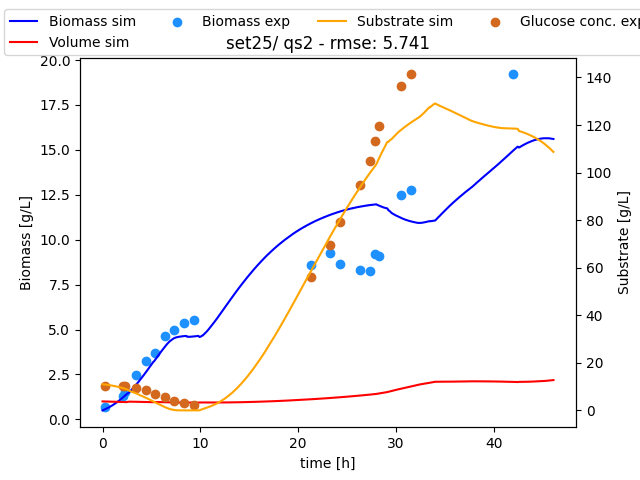 Biomass sim Biomass exp Substrate sim Glucose conc. exp
Volume sim
set25/ qs2 - rmse: 5.741
20.0
17.5
15.0
12.5
10.0
7.5
5.0
2.5
0.0
Biomass [g/L]
140
120
100
80
60
40
20
0
Substrate [g/L]
0 10 20 30 40
time [h]